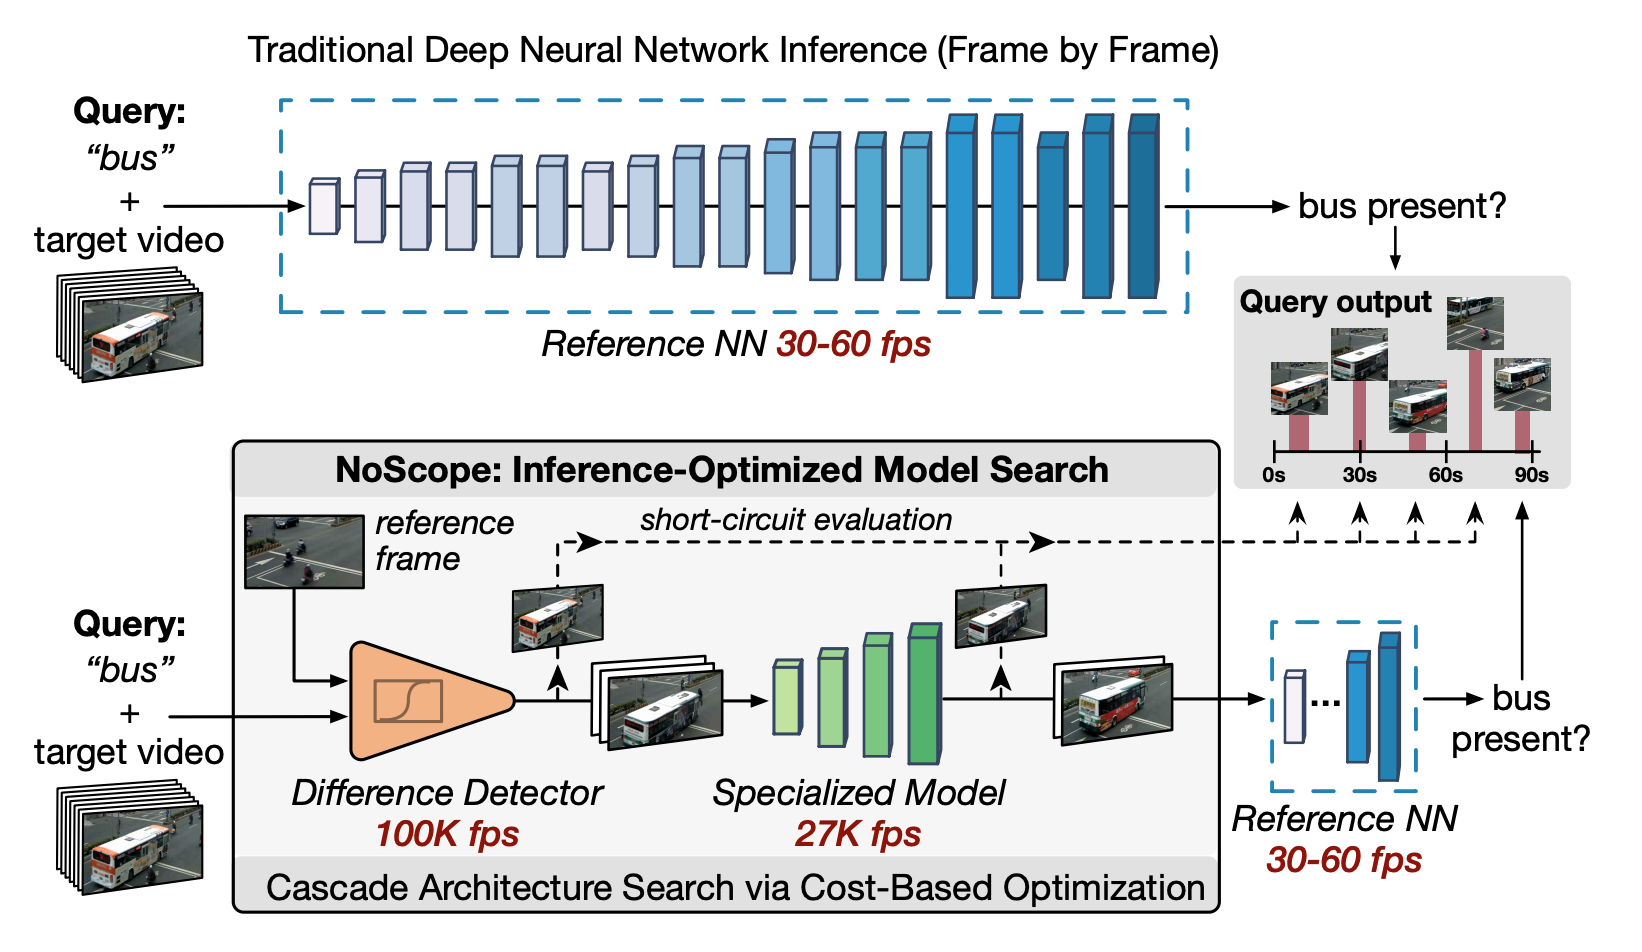 Traditional Deep Neural Network Inference (Frame by Frame)
Query:
“bus”
+
target video
Reference NN 30-60 fps
bus present?
Query output
0s 30s 60s 90s
NoScope: Inference-Optimized Model Search
reference
frame
short-circuit evaluation
Query:
“bus”
+
target video
Difference Detector
100K fps
Specialized Model
27K fps
...
Reference NN
30-60 fps
bus
present?
Cascade Architecture Search via Cost-Based Optimization